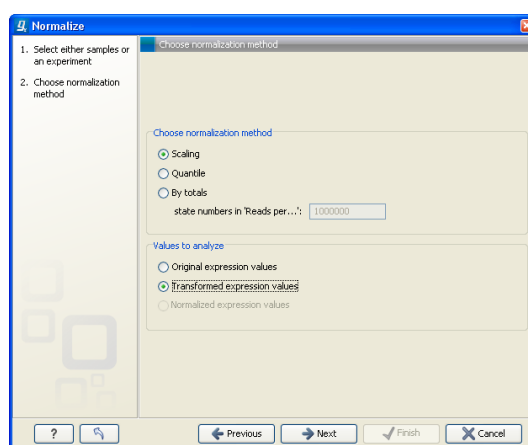 Normalize
1. Select either samples or
an experiment
2. Choose normalization
method
Choose normalization method
Choose normalization method
Scaling
Quantile
By totals
state numbers in 'Reads per...': 1000000
Values to analyze
Original expression values
Transformed expression values
Normalized expression values
? Previous Next Finish Cancel